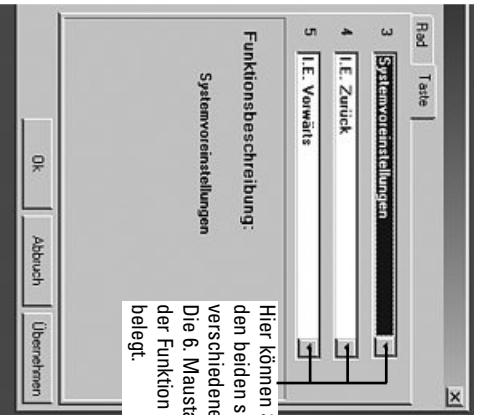 Rad Taste
3 Systemvoreinstellungen
4 I.E. Zurück
5 I.E. Vorwärts
Funktionsbeschreibung:
Systemvoreinstellungen
Ok Abbruch Übernehmen
Hier können
den beiden s
verschiedene
Die 6. Mausta
der Funktion
belegt.